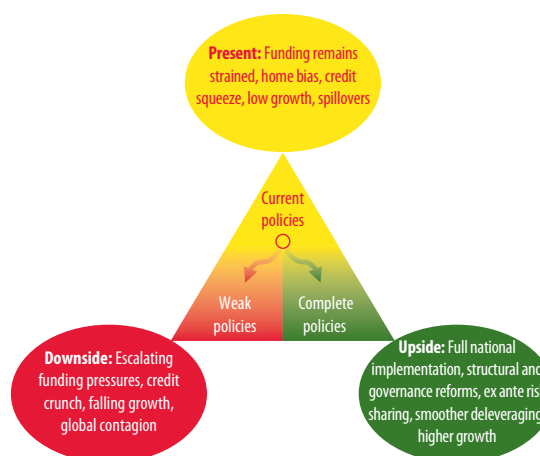 Present: Funding remains
strained, home bias, credit
squeeze, low growth, spillovers
Current
policies
Weak
policies
Complete
policies
Downside: Escalating
funding pressures, credit
crunch, falling growth,
global contagion
Upside: Full national
implementation, structural and
governance reforms, ex ante risk
sharing, smoother deleveraging,
higher growth